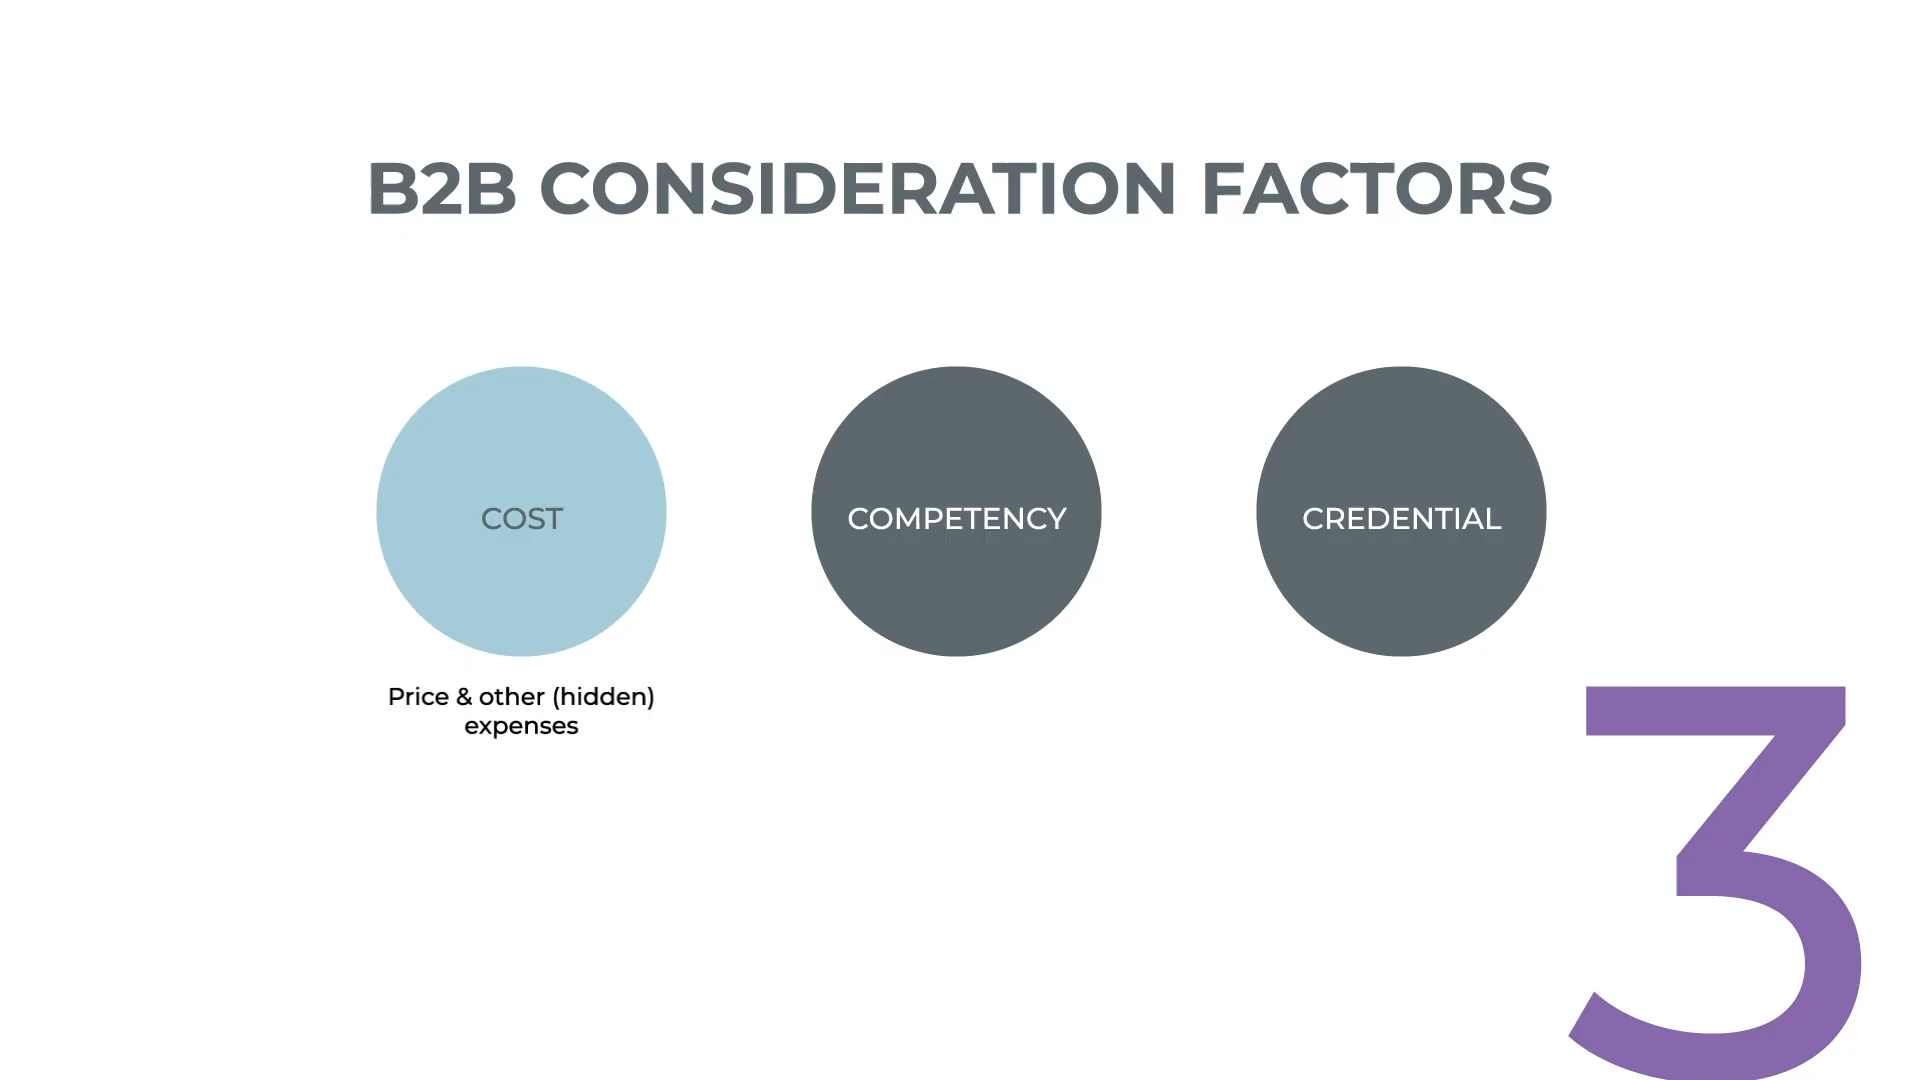 B2B CONSIDERATION FACTORS
COST
COMPETENCY
CREDENTIAL
Price & other (hidden)
expenses
3